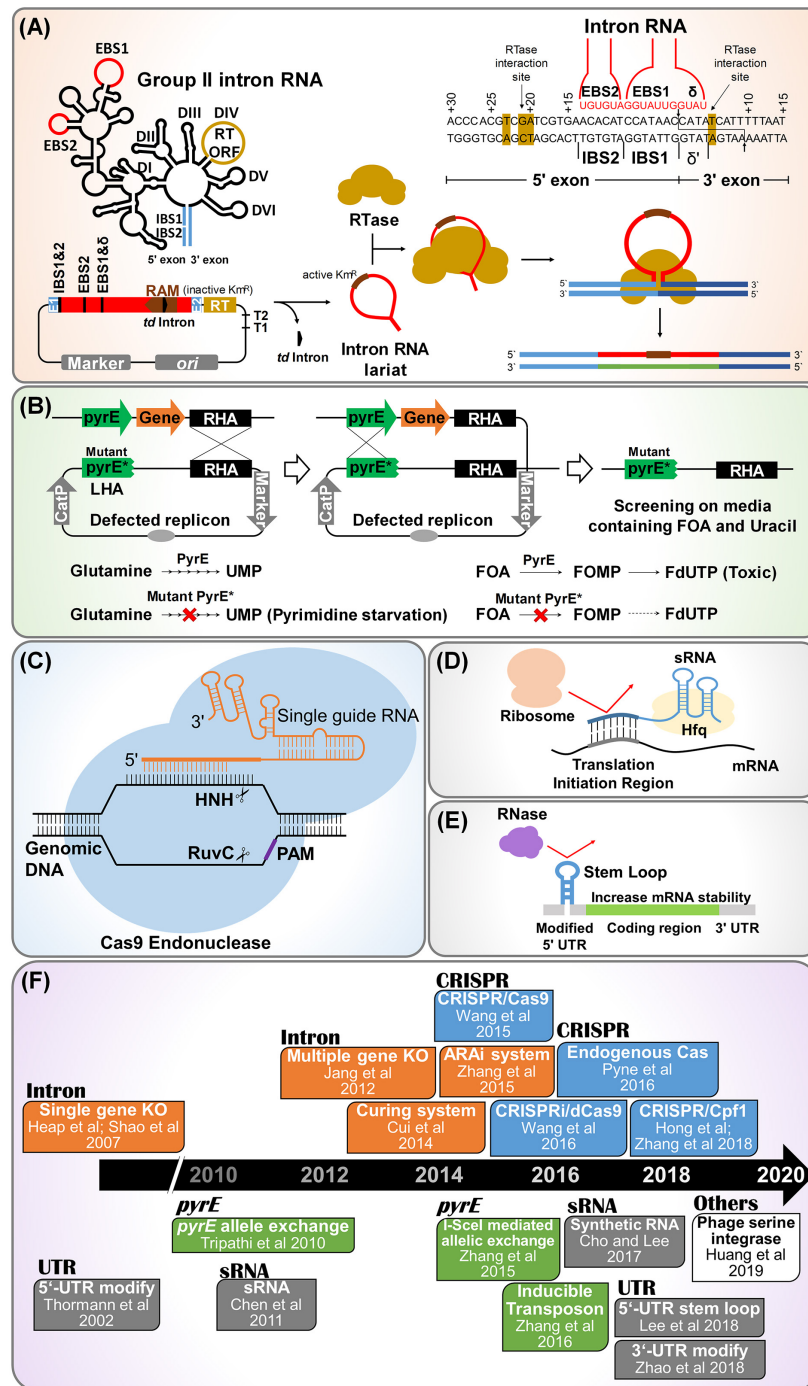 (A)
EBS1
Group II intron RNA
EBS2
DI
DII
DIII
DIV
RT
ORF
DV
DVI
IBS1
IBS2
5' exon 3' exon
Intron RNA
RTase
interaction
site
RTase
interaction
site
EBS2 EBS1 δ
UGUGUAGGUAUUGGUAU
+30 +20 +15 +10 +1
ACCCACGTCGATCGTGAACACATCCATAACCATATCATTTTTAAT
TGGGTGCAGCTAGCACTTGTGTAGGTATTGGTATAGTAAAAATTA
IBS2 IBS1 δ'
5' exon 3' exon
RTase
IBS1&2
EBS2
EBS1&δ
RAM (inactive Kmᴿ)
E1
RT
td Intron
T2
T1
Marker
ori
td Intron
active Kmᴿ
Intron RNA
lariat
5'
3'
5'
3'
3'
5'
(B)
pyrE Gene RHA
Mutant
pyrE* RHA
LHA
CatP
Marker
Defected replicon
pyrE Gene RHA
pyrE* RHA
CatP
Marker
Defected replicon
Mutant
pyrE* RHA
Screening on media
containing FOA and Uracil
PyrE
Glutamine UMP
Mutant PyrE*
Glutamine UMP (Pyrimidine starvation)
PyrE
FOA FOMP FdUTP (Toxic)
Mutant PyrE*
FOA FOMP FdUTP
(C)
3'
Single guide RNA
5'
HNH
Genomic
DNA
RuvC
PAM
Cas9 Endonuclease
(D)
sRNA
Ribosome
Hfq
Translation
Initiation Region
mRNA
(E)
RNase
Stem Loop
Increase mRNA stability
Modified
5' UTR
Coding region
3' UTR
(F)
CRISPR
CRISPR/Cas9
Wang et al
2015
Intron
Multiple gene KO
Jang et al
2012
ARAi system
Zhang et al
2015
CRISPR
Endogenous Cas
Pyne et al
2016
Intron
Single gene KO
Heap et al; Shao et al
2007
Curing system
Cui et al
2014
CRISPRi/dCas9
Wang et al
2016
CRISPR/Cpf1
Hong et al;
Zhang et al 2018
2010 2012 2014 2016 2018 2020
pyrE
pyrE allele exchange
Tripathi et al 2010
pyrE
I-SceI mediated
allelic exchange
Zhang et al
2015
sRNA
Synthetic RNA
Cho and Lee
2017
Others
Phage serine
integrase
Huang et al
2019
UTR
5'-UTR modify
Thormann et al
2002
sRNA
sRNA
Chen et al
2011
Inducible
Transposon
Zhang et al
2016
UTR
5'-UTR stem loop
Lee et al 2018
3'-UTR modify
Zhao et al 2018